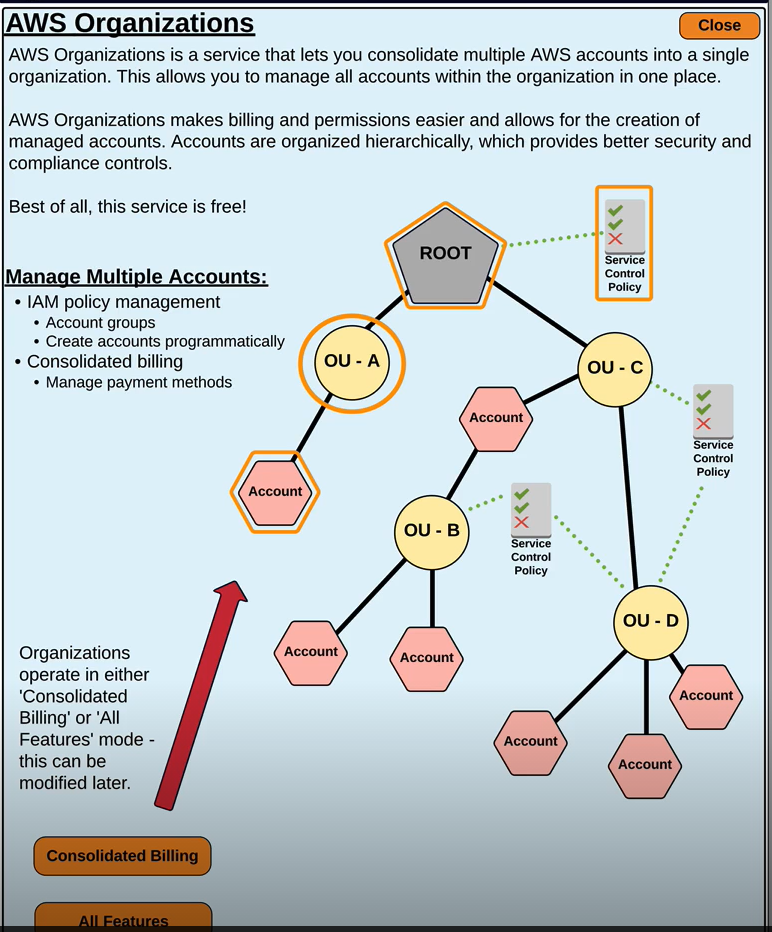 AWS Organizations
Close
AWS Organizations is a service that lets you consolidate multiple AWS accounts into a single
organization. This allows you to manage all accounts within the organization in one place.
AWS Organizations makes billing and permissions easier and allows for the creation of
managed accounts. Accounts are organized hierarchically, which provides better security and
compliance controls.
Best of all, this service is free!
ROOT
Service
Control
Policy
Manage Multiple Accounts:
• IAM policy management
• Account groups
• Create accounts programmatically
• Consolidated billing
• Manage payment methods
OU - A
OU - C
Account
Service
Control
Policy
Account
OU - B
Service
Control
Policy
OU - D
Account
Account
Account
Account
Account
Organizations
operate in either
'Consolidated
Billing' or 'All
Features' mode -
this can be
modified later.
Consolidated Billing
All Features